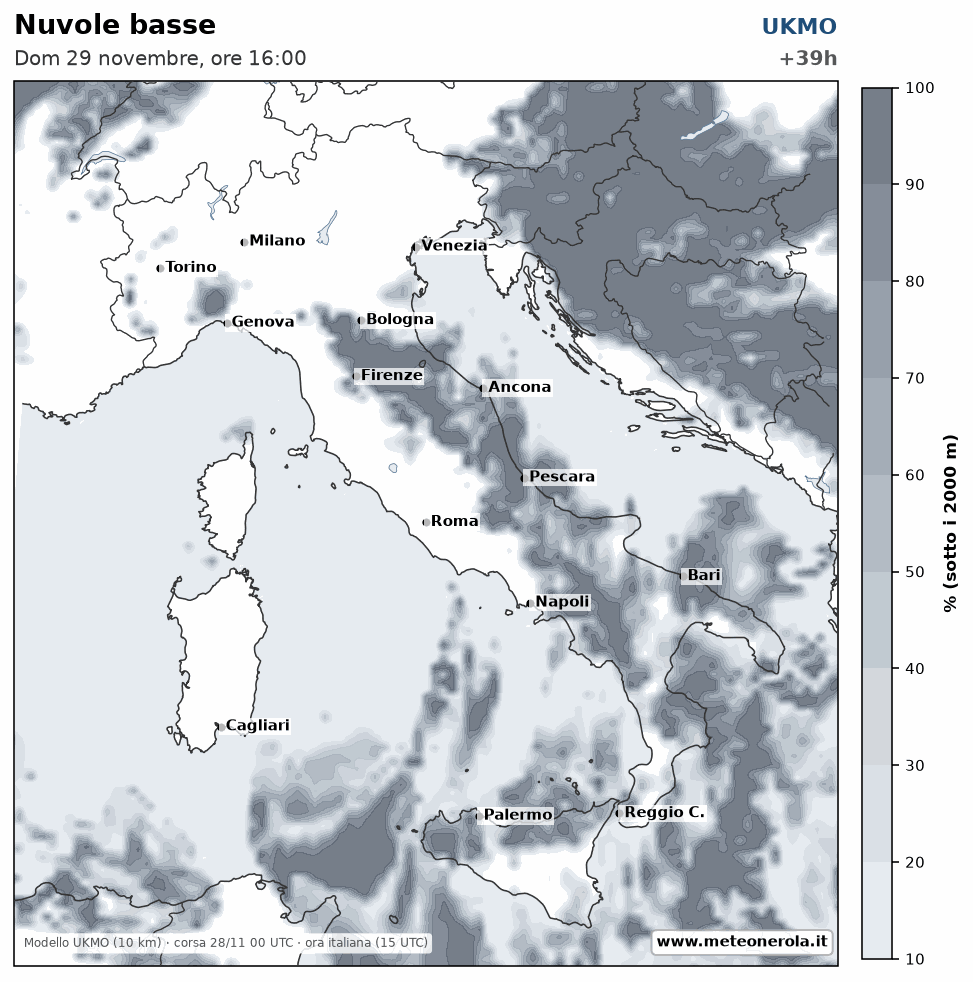 Nuvole basse
UKMO
Dom 29 novembre, ore 16:00
+39h
Milano
Venezia
Torino
Genova
Bologna
Firenze
Ancona
Pescara
Roma
Bari
Napoli
Cagliari
Palermo
Reggio C.
Modello UKMO (10 km) · corsa 28/11 00 UTC · ora italiana (15 UTC)
www.meteonerola.it
100
90
80
70
60
50
40
30
20
10
% (sotto i 2000 m)